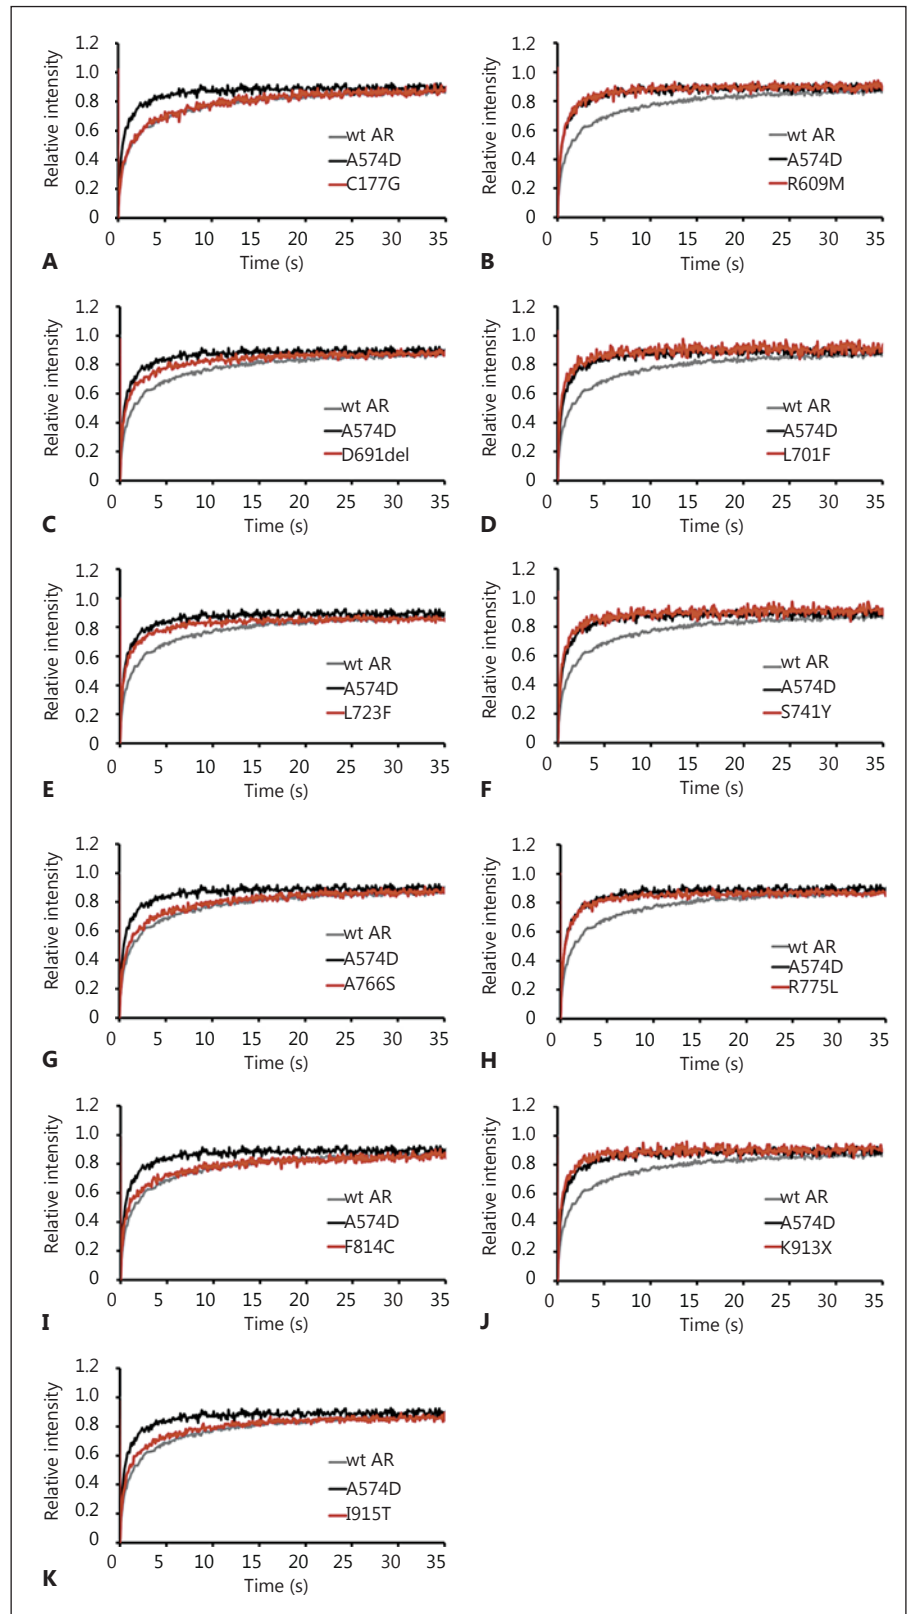 1.2
1.0
0.8
0.6
0.4
0.2
0
Relative intensity
wt AR
A574D
C177G
0 5 10 15 20 25 30 35
Time (s)
A
1.2
1.0
0.8
0.6
0.4
0.2
0
Relative intensity
wt AR
A574D
R609M
0 5 10 15 20 25 30 35
Time (s)
B
1.2
1.0
0.8
0.6
0.4
0.2
0
Relative intensity
wt AR
A574D
D691del
0 5 10 15 20 25 30 35
Time (s)
C
1.2
1.0
0.8
0.6
0.4
0.2
0
Relative intensity
wt AR
A574D
L701F
0 5 10 15 20 25 30 35
Time (s)
D
1.2
1.0
0.8
0.6
0.4
0.2
0
Relative intensity
wt AR
A574D
L723F
0 5 10 15 20 25 30 35
Time (s)
E
1.2
1.0
0.8
0.6
0.4
0.2
0
Relative intensity
wt AR
A574D
S741Y
0 5 10 15 20 25 30 35
Time (s)
F
1.2
1.0
0.8
0.6
0.4
0.2
0
Relative intensity
wt AR
A574D
A766S
0 5 10 15 20 25 30 35
Time (s)
G
1.2
1.0
0.8
0.6
0.4
0.2
0
Relative intensity
wt AR
A574D
R775L
0 5 10 15 20 25 30 35
Time (s)
H
1.2
1.0
0.8
0.6
0.4
0.2
0
Relative intensity
wt AR
A574D
F814C
0 5 10 15 20 25 30 35
Time (s)
I
1.2
1.0
0.8
0.6
0.4
0.2
0
Relative intensity
wt AR
A574D
K913X
0 5 10 15 20 25 30 35
Time (s)
J
1.2
1.0
0.8
0.6
0.4
0.2
0
Relative intensity
wt AR
A574D
I915T
0 5 10 15 20 25 30 35
Time (s)
K